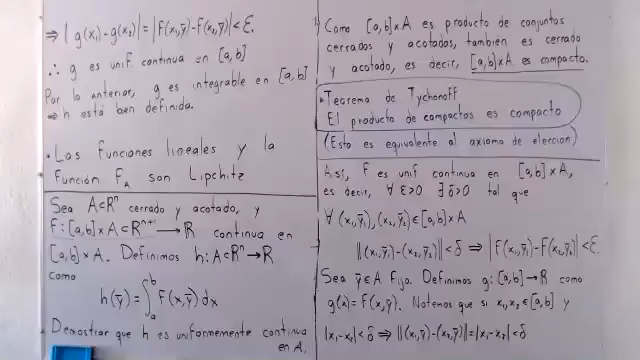 ⇒ | g(x₁)-g(x₂)|=|F(x₁,ȳ)-F(x₂,ȳ)|<ε.
∴ g es unif. continua en [a,b]
Por lo anterior, g es integrable en [a,b]
⇒ h está bien definida.
• Las funciones lineales y la
función F_A son Lipchitz
Sea A⊂Rⁿ cerrado y acotado, y
F:[a,b]×A⊂Rⁿ⁺¹→R continua en
[a,b]×A. Definimos h:A⊂Rⁿ→R
como
h(ȳ)=∫ₐᵇ F(x,ȳ)dx
Demostrar que h es uniformemente continua
en A.
Como [a,b]×A es producto de conjuntos
cerrados y acotados, también es cerrado
y acotado, es decir, [a,b]×A es compacto.
*Teorema de Tychonoff
El producto de compactos es compacto
(Esto es equivalente al axioma de elección)
Así, F es unif continua en [a,b]×A,
es decir, ∀ ε>0 ∃ δ>0 tal que
∀ (x₁,ȳ₁),(x₂,ȳ₂)∈[a,b]×A
||(x₁,ȳ₁)-(x₂,ȳ₂)||<δ ⇒ |F(x₁,ȳ₁)-F(x₂,ȳ₂)|<ε.
Sea ȳ∈A fijo. Definimos g:[a,b]→R como
g(x)=F(x,ȳ). Notemos que si x₁,x₂∈[a,b] y
|x₁-x₂|<δ ⇒ ||(x₁,ȳ)-(x₂,ȳ)||=|x₁-x₂|<δ